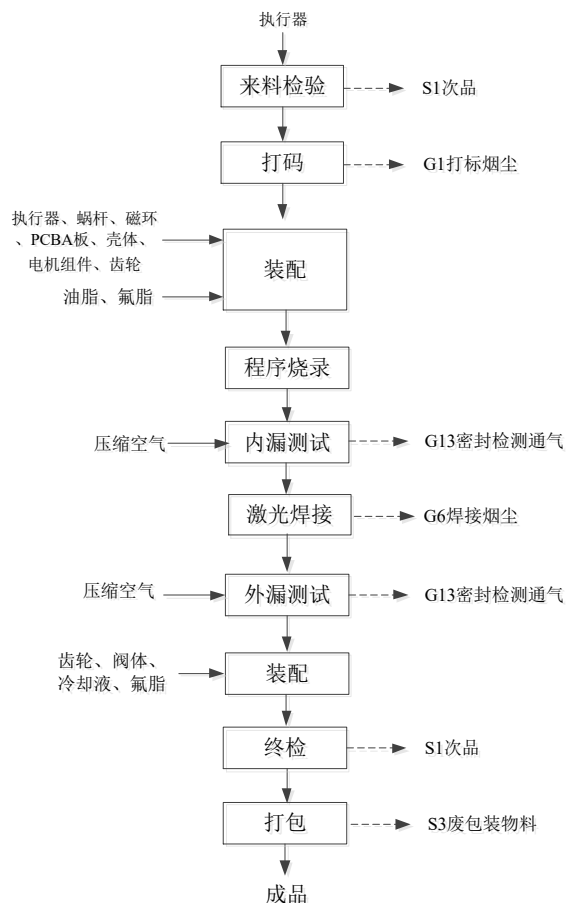 执行器
来料检验
S1次品
打码
G1打标烟尘
执行器、蜗杆、磁环
、PCBA板、壳体、
电机组件、齿轮
油脂、氟脂
装配
程序烧录
压缩空气
内漏测试
G13密封检测通气
激光焊接
G6焊接烟尘
压缩空气
外漏测试
G13密封检测通气
齿轮、阀体、
冷却液、氟脂
装配
终检
S1次品
打包
S3废包装物料
成品